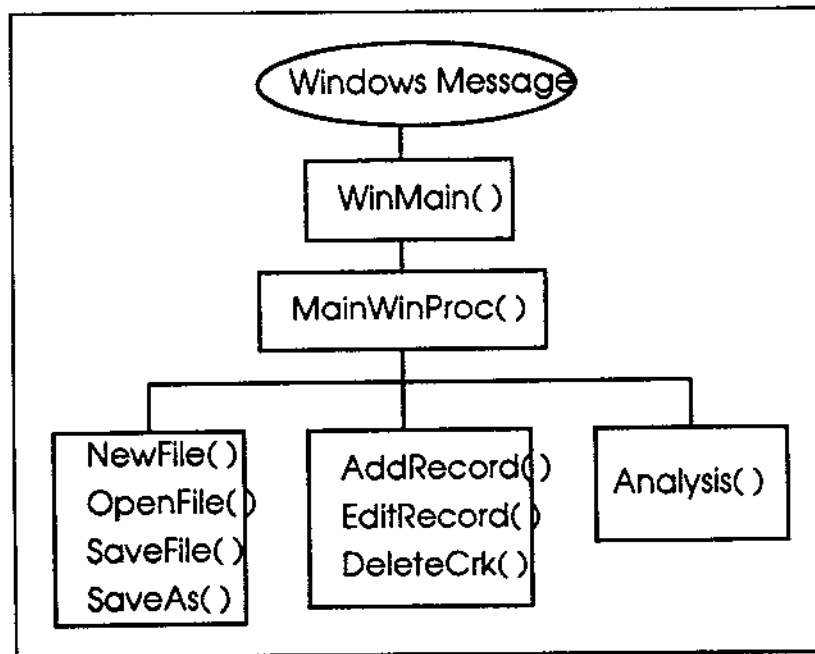 Windows Message
WinMain( )
MainWinProc( )
NewFile( )
OpenFile( )
SaveFile( )
SaveAs( )
AddRecord( )
EditRecord( )
DeleteCrk( )
Analysis( )